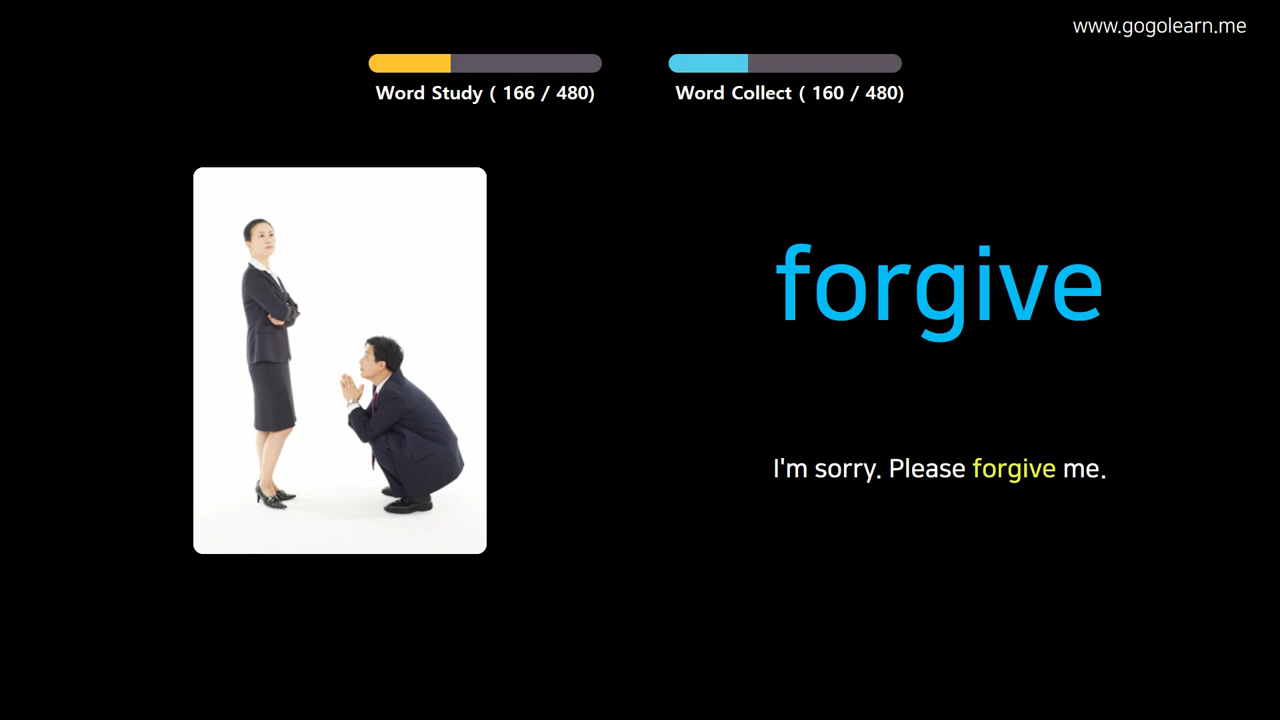 www.gogolearn.me
Word Study ( 166 / 480)
Word Collect ( 160 / 480)
forgive
I'm sorry. Please forgive me.